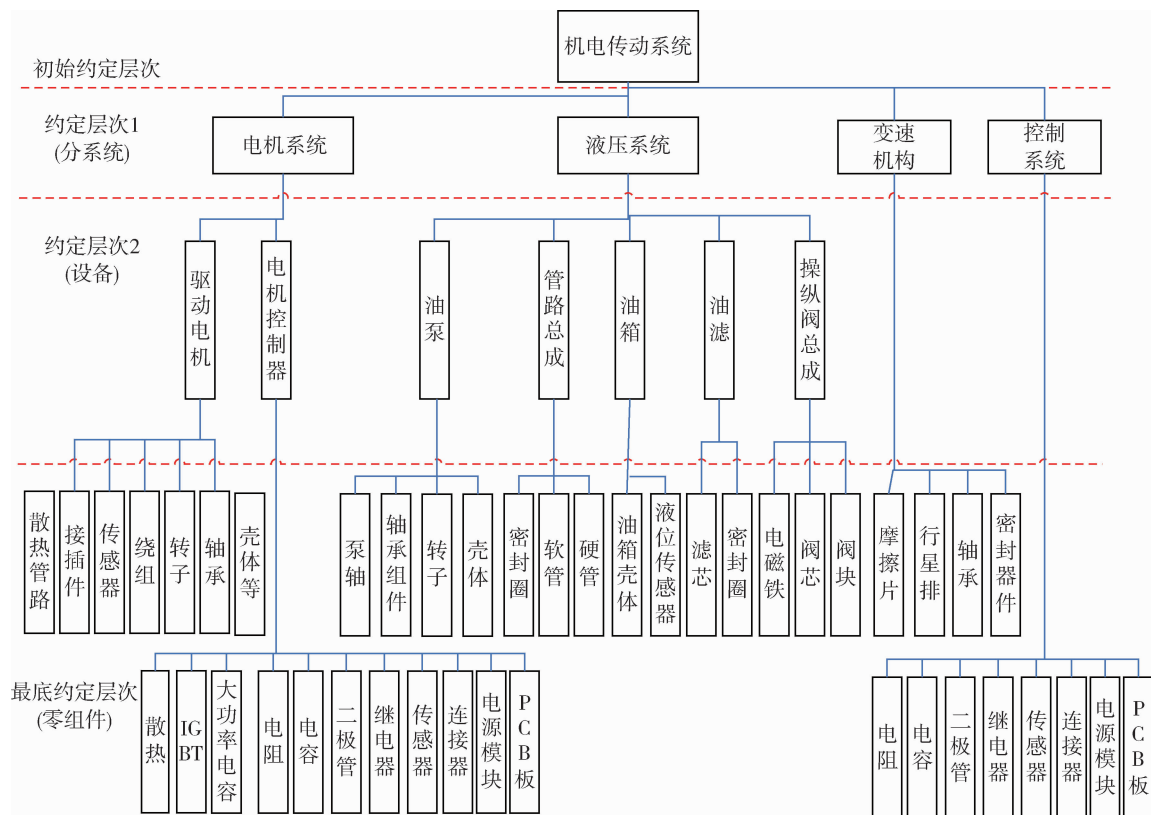 机电传动系统
初始约定层次
约定层次1
(分系统)
电机系统
液压系统
变速
机构
控制
系统
约定层次2
(设备)
驱动电机
电机控制器
油泵
管路总成
油箱
油滤
操纵阀总成
散热管路
接插件
传感器
绕组
转子
轴承
壳体等
泵轴
轴承组件
转子
壳体
密封圈
软管
硬管
油箱壳体
液位传感器
滤芯
密封圈
电磁铁
阀芯
阀块
摩擦片
行星排
轴承
密封器件
最底约定层次
(零组件)
散热
IG
BT
大功率电容
电阻
电容
二极管
继电器
传感器
连接器
电源模块
PCB板
电阻
电容
二极管
继电器
传感器
连接器
电源模块
PCB板